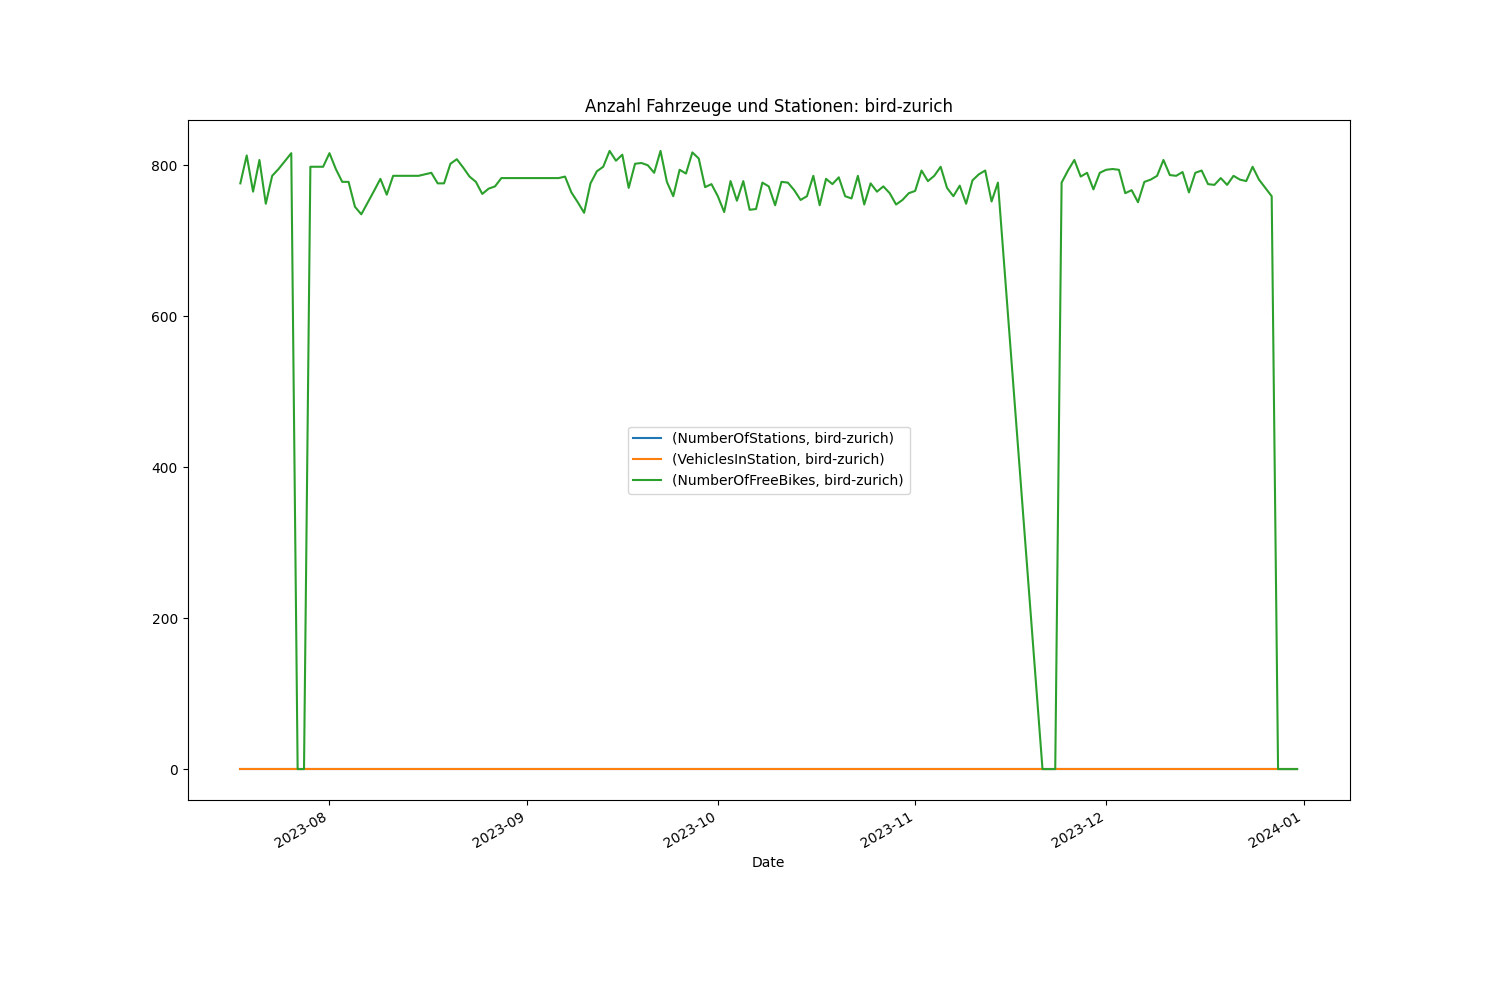 Anzahl Fahrzeuge und Stationen: bird-zurich
800
600
400
200
0
(NumberOfStations, bird-zurich)
(VehiclesInStation, bird-zurich)
(NumberOfFreeBikes, bird-zurich)
2023-08
2023-09
2023-10
2023-11
2023-12
2024-01
Date